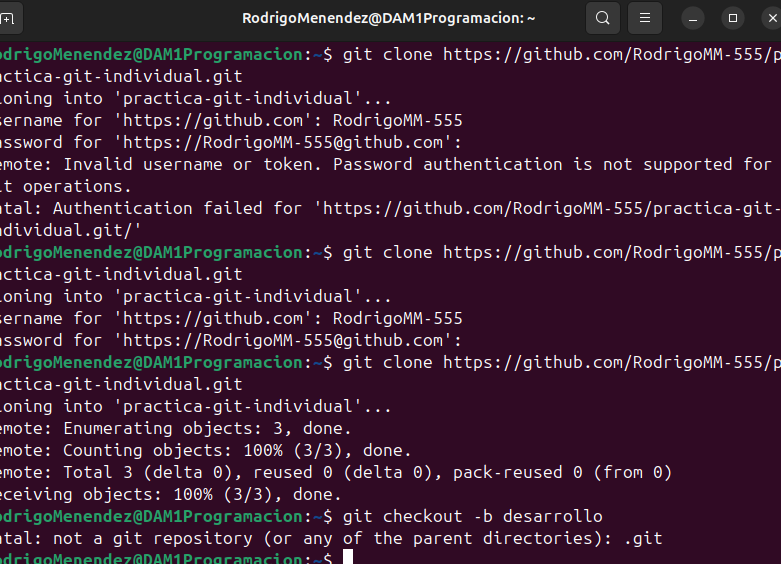 RodrigoMenendez@DAM1Programacion: ~
odrigoMenendez@DAM1Programacion:~$ git clone https://github.com/RodrigoMM-555/p
actica-git-individual.git
loning into 'practica-git-individual'...
sername for 'https://github.com': RodrigoMM-555
assword for 'https://RodrigoMM-555@github.com':
emote: Invalid username or token. Password authentication is not supported for
it operations.
atal: Authentication failed for 'https://github.com/RodrigoMM-555/practica-git-
ndividual.git/'
odrigoMenendez@DAM1Programacion:~$ git clone https://github.com/RodrigoMM-555/p
actica-git-individual.git
loning into 'practica-git-individual'...
sername for 'https://github.com': RodrigoMM-555
assword for 'https://RodrigoMM-555@github.com':
odrigoMenendez@DAM1Programacion:~$ git clone https://github.com/RodrigoMM-555/p
actica-git-individual.git
loning into 'practica-git-individual'...
emote: Enumerating objects: 3, done.
emote: Counting objects: 100% (3/3), done.
emote: Total 3 (delta 0), reused 0 (delta 0), pack-reused 0 (from 0)
eceiving objects: 100% (3/3), done.
odrigoMenendez@DAM1Programacion:~$ git checkout -b desarrollo
atal: not a git repository (or any of the parent directories): .git
odrigoMenendez@DAM1Programacion:~$